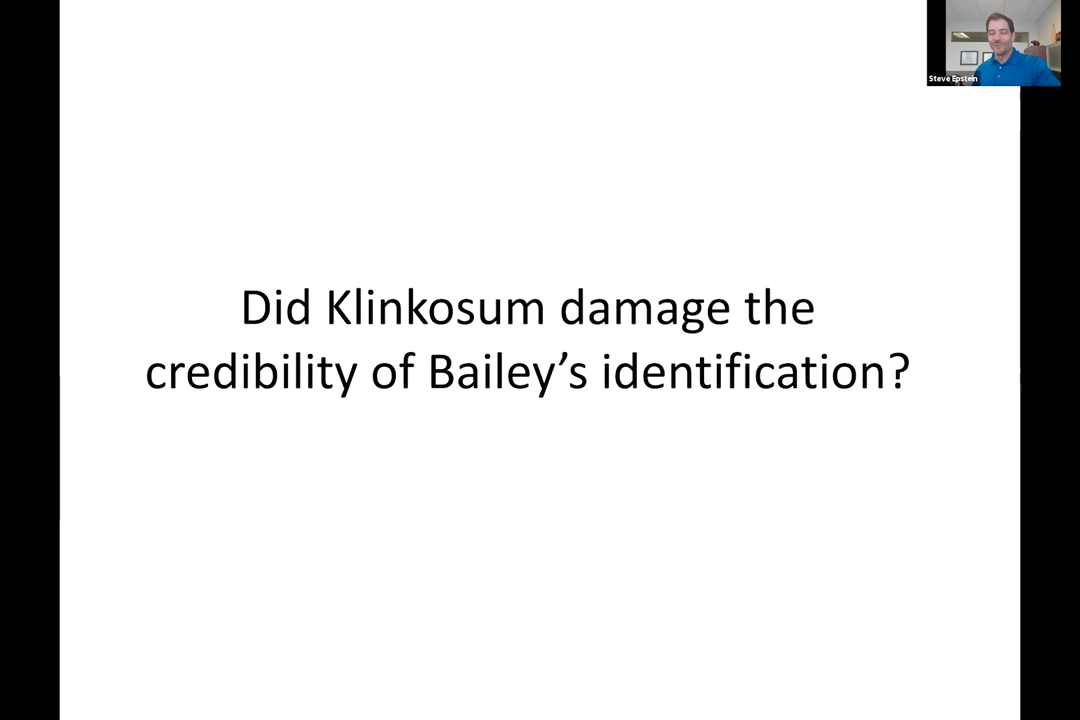 Steve Epstein
Did Klinkosum damage the
credibility of Bailey’s identification?